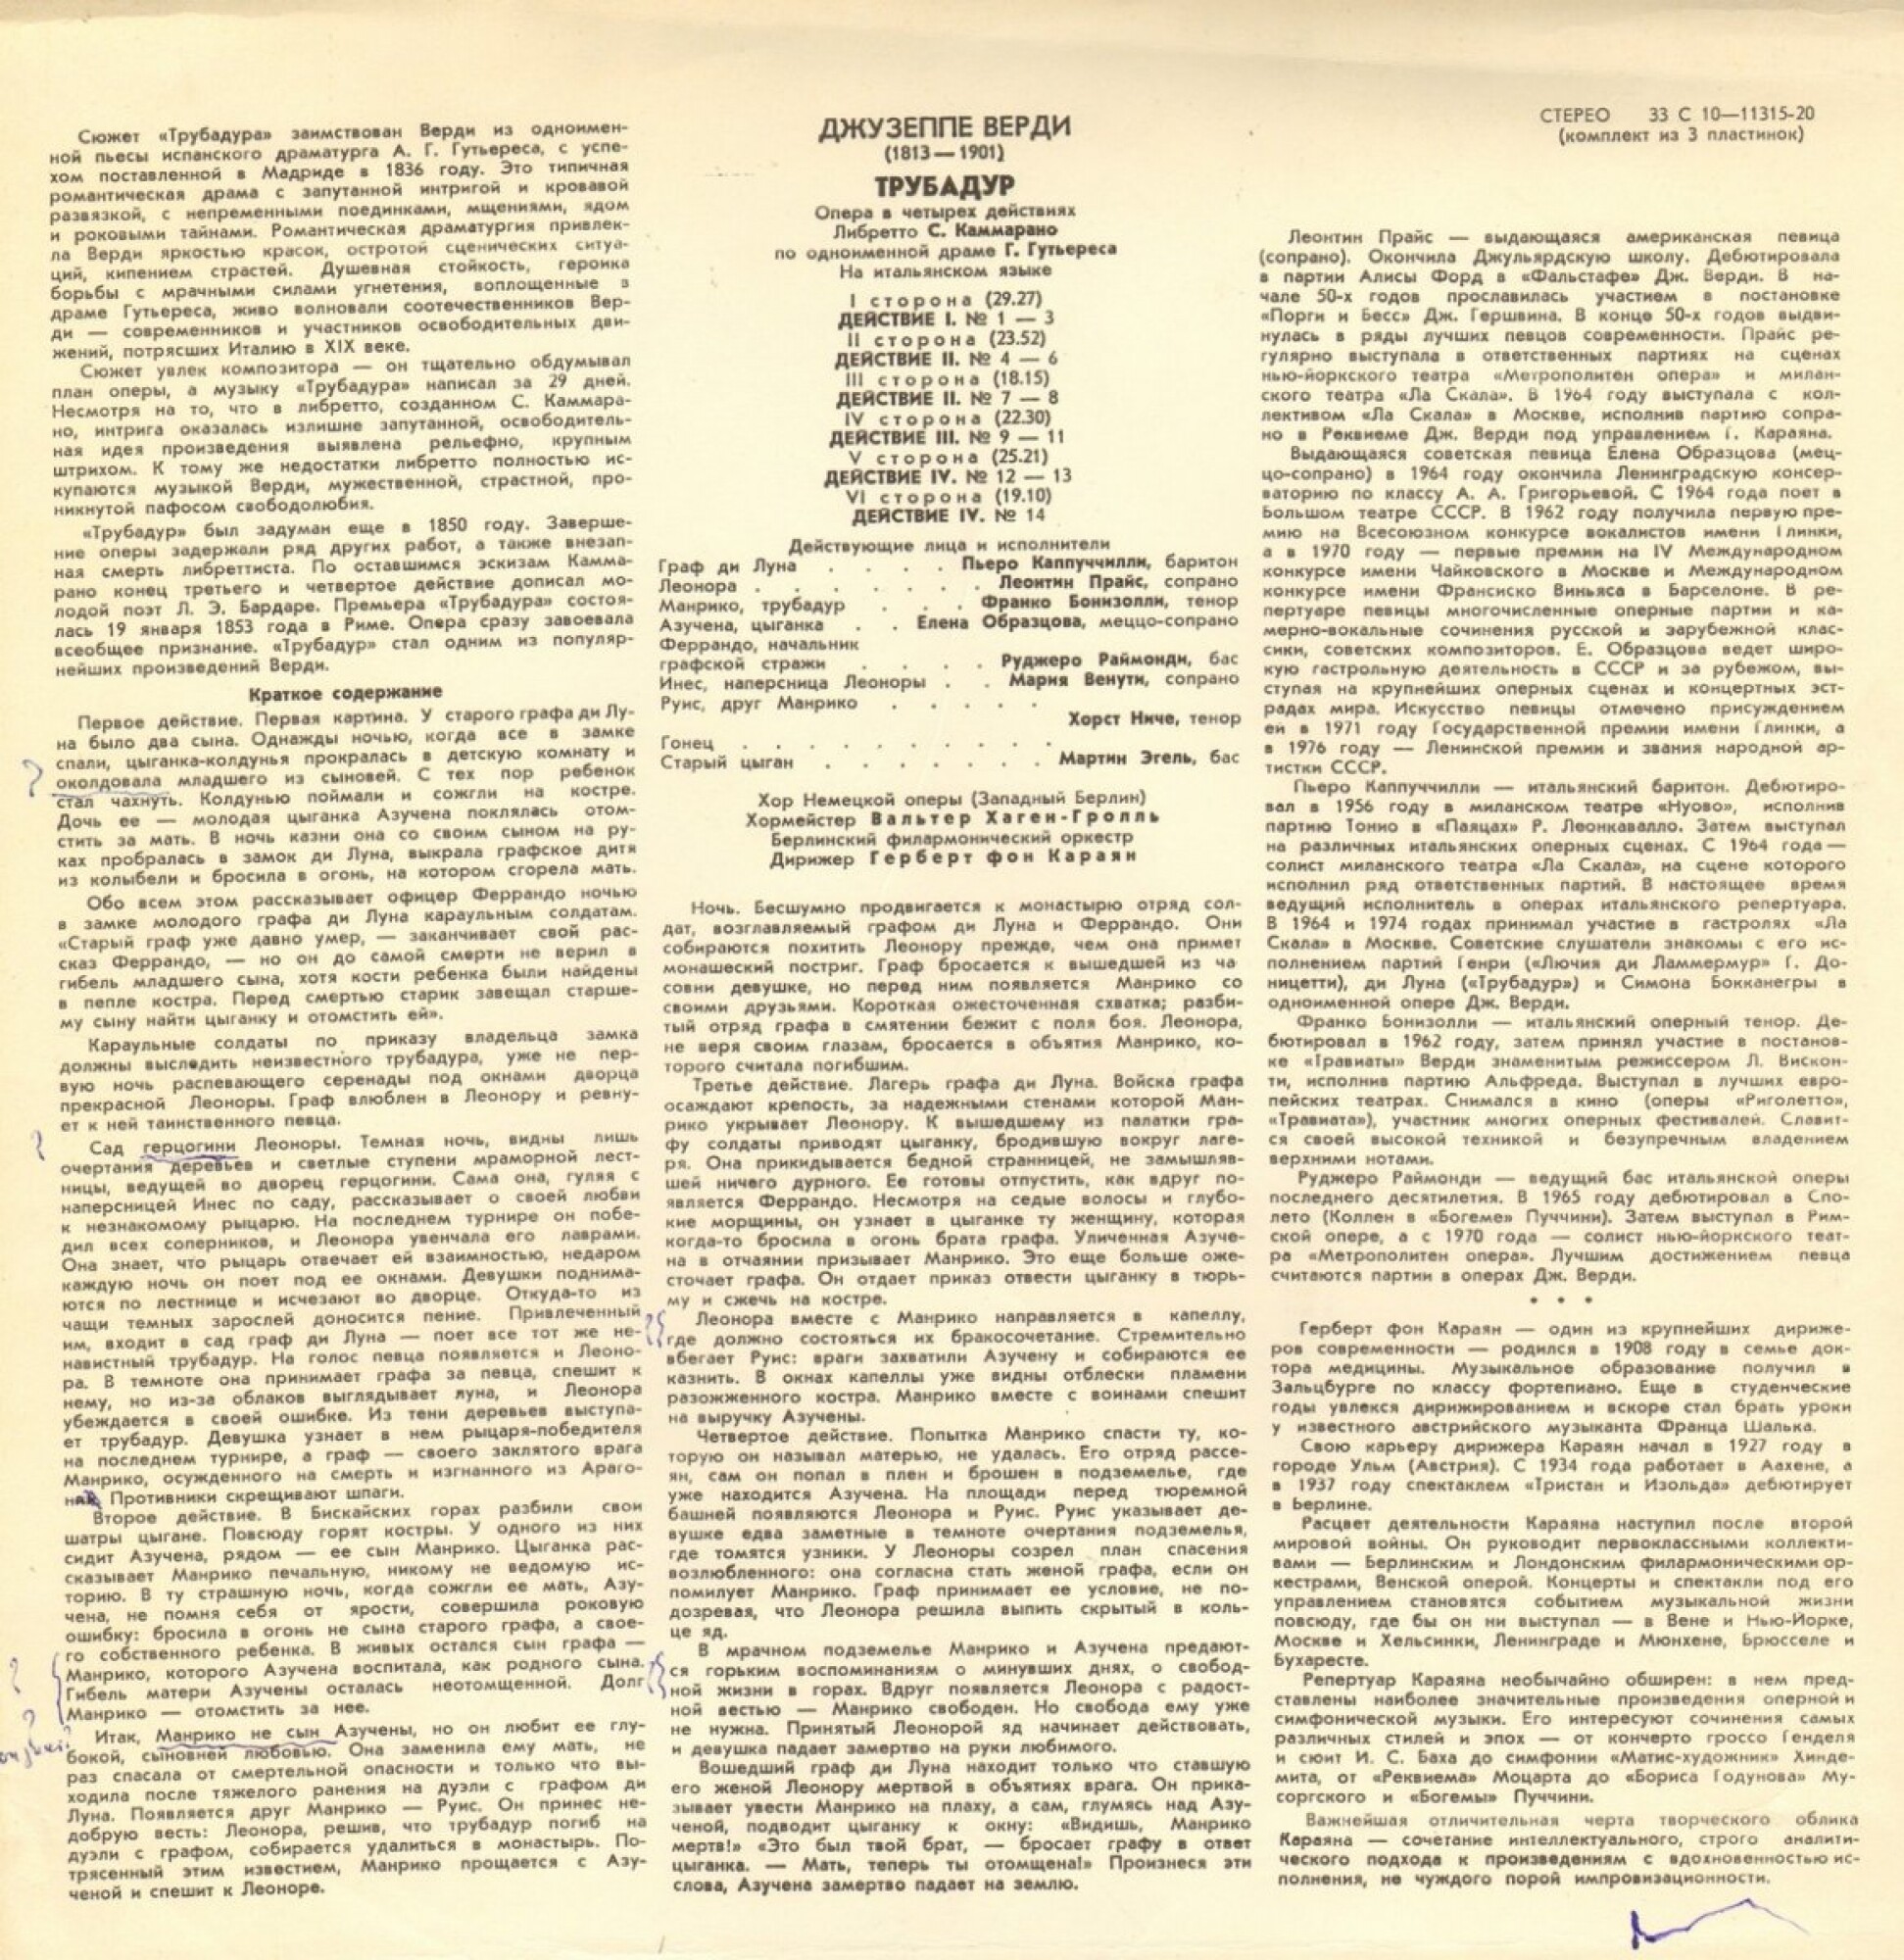 Сюжет «Трубадура» заимствован Верди из одноимен-
ной пьесы испанского драматурга А. Г. Гутьереса, с успе-
хом поставленной в Мадриде в 1836 году. Это типичная
романтическая драма с запутанной интригой и кровавой
развязкой, с непременными поединками, мщениями, ядом
и роковыми тайнами. Романтическая драматургия привлек-
ла Верди яркостью красок, остротой сценических ситуа-
ций, кипением страстей. Душевная стойкость, героика
борьбы с мрачными силами угнетения, воплощенные в
драме Гутьереса, живо волновали соотечественников Вер-
ди — современников и участников освободительных дви-
жений, потрясших Италию в XIX веке.
Сюжет увлек композитора — он тщательно обдумывал
план оперы, а музыку «Трубадура» написал за 29 дней.
Несмотря на то, что в либретто, созданном С. Каммара-
но, интрига оказалась излишне запутанной, освободитель-
ная идея произведения выявлена рельефно, крупным
штрихом. К тому же недостатки либретто полностью ис-
купаются музыкой Верди, мужественной, страстной, про-
никнутой пафосом свободолюбия.
«Трубадур» был задуман еще в 1850 году. Заверше-
ние оперы задержали ряд других работ, а также внезап-
ная смерть либреттиста. По оставшимся эскизам Камма-
рано конец третьего и четвертое действие дописал мо-
лодой поэт Л. Э. Бардаре. Премьера «Трубадура» состоя-
лась 19 января 1853 года в Риме. Опера сразу завоевала
всеобщее признание. «Трубадур» стал одним из популяр-
нейших произведений Верди.
Краткое содержание
Первое действие. Первая картина. У старого графа ди Лу-
на было два сына. Однажды ночью, когда все в замке
спали, цыганка-колдунья прокралась в детскую комнату и
околдовала младшего из сыновей. С тех пор ребенок
стал чахнуть. Колдунью поймали и сожгли на костре.
Дочь ее — молодая цыганка Азучена поклялась отом-
стить за мать. В ночь казни она со своим сыном на ру-
ках пробралась в замок ди Луна, выкрала графское дитя
из колыбели и бросила в огонь, на котором сгорела мать.
Обо всем этом рассказывает офицер Феррандо ночью
в замке молодого графа ди Луна караульным солдатам.
«Старый граф уже давно умер, — заканчивает свой рас-
сказ Феррандо, — но он до самой смерти не верил в
гибель младшего сына, хотя кости ребенка были найдены
в пепле костра. Перед смертью старик завещал старше-
му сыну найти цыганку и отомстить ей».
Караульные солдаты по приказу владельца замка
должны выследить неизвестного трубадура, уже не пер-
вую ночь распевающего серенады под окнами дворца
прекрасной Леоноры. Граф влюблен в Леонору и ревну-
ет к ней таинственного певца.
Сад герцогини Леоноры. Темная ночь, видны лишь
очертания деревьев и светлые ступени мраморной лест-
ницы, ведущей во дворец герцогини. Сама она, гуляя с
наперсницей Инес по саду, рассказывает о своей любви
к незнакомому рыцарю. На последнем турнире он побе-
дил всех соперников, и Леонора увенчала его лаврами.
Она знает, что рыцарь отвечает ей взаимностью, недаром
каждую ночь он поет под ее окнами. Девушки поднима-
ются по лестнице и исчезают во дворце. Откуда-то из
чащи темных зарослей доносится пение. Привлеченный
им, входит в сад граф ди Луна — поет все тот же не-
навистный трубадур. На голос певца появляется и Леоно-
ра. В темноте она принимает графа за певца, спешит к
нему, но из-за облаков выглядывает луна, и Леонора
убеждается в своей ошибке. Из тени деревьев выступа-
ет трубадур. Девушка узнает в нем рыцаря-победителя
на последнем турнире, а граф — своего заклятого врага
Манрико, осужденного на смерть и изгнанного из Араго-
Противники скрещивают шпаги.
Второе действие. В Бискайских горах разбили свои
шатры цыгане. Повсюду горят костры. У одного из них
сидит Азучена, рядом — ее сын Манрико. Цыганка рас-
сказывает Манрико печальную, никому не ведомую ис-
торию. В ту страшную ночь, когда сожгли ее мать, Азу-
чена, не помня себя от ярости, совершила роковую
ошибку: бросила в огонь не сына старого графа, а свое-
го собственного ребенка. В живых остался сын графа —
Манрико, которого Азучена воспитала, как родного сына.
Гибель матери Азучены осталась неотомщенной. Долг
Манрико — отомстить за нее.
Итак, Манрико не сын Азучены, но он любит ее глу-
бокой, сыновней любовью. Она заменила ему мать, не
раз спасала от смертельной опасности и только что вы-
ходила после тяжелого ранения на дуэли с графом ди
Луна. Появляется друг Манрико — Руис. Он принес не-
добрую весть: Леонора, решив, что трубадур погиб на
дуэли с графом, собирается удалиться в монастырь. По-
трясенный этим известием, Манрико прощается с Азу-
ченой и спешит к Леоноре.
ДЖУЗЕППЕ ВЕРДИ
(1813 — 1901)
ТРУБАДУР
Опера в четырех действиях
Либретто С. Каммарано
по одноименной драме Г. Гутьереса
На итальянском языке
I сторона (29.27)
ДЕЙСТВИЕ I. № 1 — 3
II сторона (23.52)
ДЕЙСТВИЕ II. № 4 — 6
III сторона (18.15)
ДЕЙСТВИЕ II. № 7 — 8
IV сторона (22.30)
ДЕЙСТВИЕ III. № 9 — 11
V сторона (25.21)
ДЕЙСТВИЕ IV. № 12 — 13
VI сторона (19.10)
ДЕЙСТВИЕ IV. № 14
Действующие лица и исполнители
Граф ди Луна . . . . Пьеро Каппуччилли, баритон
Леонора . . . . . . . Леонтин Прайс, сопрано
Манрико, трубадур . . . Франко Бонизолли, тенор
Азучена, цыганка . . Елена Образцова, меццо-сопрано
Феррандо, начальник
графской стражи . . . . Руджеро Раймонди, бас
Инес, наперсница Леоноры . . Мария Венути, сопрано
Руис, друг Манрико . . . . .
Хорст Ниче, тенор
Гонец . . . . . . . . .
Старый цыган . . . . . . . Мартин Эгель, бас
Хор Немецкой оперы (Западный Берлин)
Хормейстер Вальтер Хаген-Гролль
Берлинский филармонический оркестр
Дирижер Герберт фон Караян
Ночь. Бесшумно продвигается к монастырю отряд сол-
дат, возглавляемый графом ди Луна и Феррандо. Они
собираются похитить Леонору прежде, чем она примет
монашеский постриг. Граф бросается к вышедшей из ча
совни девушке, но перед ним появляется Манрико со
своими друзьями. Короткая ожесточенная схватка; разби-
тый отряд графа в смятении бежит с поля боя. Леонора,
не веря своим глазам, бросается в объятия Манрико, ко-
торого считала погибшим.
Третье действие. Лагерь графа ди Луна. Войска графа
осаждают крепость, за надежными стенами которой Ман-
рико укрывает Леонору. К вышедшему из палатки гра-
фу солдаты приводят цыганку, бродившую вокруг лаге-
ря. Она прикидывается бедной странницей, не замышляв-
шей ничего дурного. Ее готовы отпустить, как вдруг по-
является Феррандо. Несмотря на седые волосы и глубо-
кие морщины, он узнает в цыганке ту женщину, которая
когда-то бросила в огонь брата графа. Уличенная Азуче-
на в отчаянии призывает Манрико. Это еще больше оже-
сточает графа. Он отдает приказ отвести цыганку в тюрь-
му и сжечь на костре.
Леонора вместе с Манрико направляется в капеллу,
где должно состояться их бракосочетание. Стремительно
вбегает Руис: враги захватили Азучену и собираются ее
казнить. В окнах капеллы уже видны отблески пламени
разожженного костра. Манрико вместе с воинами спешит
на выручку Азучены.
Четвертое действие. Попытка Манрико спасти ту, ко-
торую он называл матерью, не удалась. Его отряд рассе-
ян, сам он попал в плен и брошен в подземелье, где
уже находится Азучена. На площади перед тюремной
башней появляются Леонора и Руис. Руис указывает де-
вушке едва заметные в темноте очертания подземелья,
где томятся узники. У Леоноры созрел план спасения
возлюбленного: она согласна стать женой графа, если он
помилует Манрико. Граф принимает ее условие, не по-
дозревая, что Леонора решила выпить скрытый в коль-
це яд.
В мрачном подземелье Манрико и Азучена предают-
ся горьким воспоминаниям о минувших днях, о свобод-
ной жизни в горах. Вдруг появляется Леонора с радост-
ной вестью — Манрико свободен. Но свобода ему уже
не нужна. Принятый Леонорой яд начинает действовать,
и девушка падает замертво на руки любимого.
Вошедший граф ди Луна находит только что ставшую
его женой Леонору мертвой в объятиях врага. Он прика-
зывает увести Манрико на плаху, а сам, глумясь над Азу-
ченой, подводит цыганку к окну: «Видишь, Манрико
мертв!» «Это был твой брат, — бросает графу в ответ
цыганка. — Мать, теперь ты отомщена!» Произнеся эти
слова, Азучена замертво падает на землю.
СТЕРЕО 33 С 10—11315-20
(комплект из 3 пластинок)
Леонтин Прайс — выдающаяся американская певица
(сопрано). Окончила Джульярдскую школу. Дебютировала
в партии Алисы Форд в «Фальстафе» Дж. Верди. В на-
чале 50-х годов прославилась участием в постановке
«Порги и Бесс» Дж. Гершвина. В конце 50-х годов выдви-
нулась в ряды лучших певцов современности. Прайс ре-
гулярно выступала в ответственных партиях на сценах
нью-йоркского театра «Метрополитен опера» и милан-
ского театра «Ла Скала». В 1964 году выступала с кол-
лективом «Ла Скала» в Москве, исполнив партию сопра-
но в Реквиеме Дж. Верди под управлением Г. Караяна.
Выдающаяся советская певица Елена Образцова (мец-
цо-сопрано) в 1964 году окончила Ленинградскую консер-
ваторию по классу А. А. Григорьевой. С 1964 года поет в
Большом театре СССР. В 1962 году получила первую пре-
мию на Всесоюзном конкурсе вокалистов имени Глинки,
а в 1970 году — первые премии на IV Международном
конкурсе имени Чайковского в Москве и Международном
конкурсе имени Франсиско Виньяса в Барселоне. В ре-
пертуаре певицы многочисленные оперные партии и ка-
мерно-вокальные сочинения русской и зарубежной клас-
сики, советских композиторов. Е. Образцова ведет широ-
кую гастрольную деятельность в СССР и за рубежом, вы-
ступая на крупнейших оперных сценах и концертных эст-
радах мира. Искусство певицы отмечено присуждением
ей в 1971 году Государственной премии имени Глинки, а
в 1976 году — Ленинской премии и звания народной ар-
тистки СССР.
Пьеро Каппуччилли — итальянский баритон. Дебютиро-
вал в 1956 году в миланском театре «Нуово», исполнив
партию Тонио в «Паяцах» Р. Леонкавалло. Затем выступал
на различных итальянских оперных сценах. С 1964 года —
солист миланского театра «Ла Скала», на сцене которого
исполнил ряд ответственных партий. В настоящее время
ведущий исполнитель в операх итальянского репертуара.
В 1964 и 1974 годах принимал участие в гастролях «Ла
Скала» в Москве. Советские слушатели знакомы с его ис-
полнением партий Генри («Лючия ди Ламмермур» Г. До-
ницетти), ди Луна («Трубадур») и Симона Бокканегры в
одноименной опере Дж. Верди.
Франко Бонизолли — итальянский оперный тенор. Де-
бютировал в 1962 году, затем принял участие в постанов-
ке «Травиаты» Верди знаменитым режиссером Л. Вискон-
ти, исполнив партию Альфреда. Выступал в лучших евро-
пейских театрах. Снимался в кино (оперы «Риголетто»,
«Травиата»), участник многих оперных фестивалей. Славит-
ся своей высокой техникой и безупречным владением
верхними нотами.
Руджеро Раймонди — ведущий бас итальянской оперы
последнего десятилетия. В 1965 году дебютировал в Спо-
лето (Коллен в «Богеме» Пуччини). Затем выступал в Рим-
ской опере, а с 1970 года — солист нью-йоркского теат-
ра «Метрополитен опера». Лучшим достижением певца
считаются партии в операх Дж. Верди.
• • •
Герберт фон Караян — один из крупнейших дириже-
ров современности — родился в 1908 году в семье док-
тора медицины. Музыкальное образование получил в
Зальцбурге по классу фортепиано. Еще в студенческие
годы увлекся дирижированием и вскоре стал брать уроки
у известного австрийского музыканта Франца Шалька.
Свою карьеру дирижера Караян начал в 1927 году в
городе Ульм (Австрия). С 1934 года работает в Аахене, а
в 1937 году спектаклем «Тристан и Изольда» дебютирует
в Берлине.
Расцвет деятельности Караяна наступил после второй
мировой войны. Он руководит первоклассными коллекти-
вами — Берлинским и Лондонским филармоническими ор-
кестрами, Венской оперой. Концерты и спектакли под его
управлением становятся событием музыкальной жизни
повсюду, где бы он ни выступал — в Вене и Нью-Йорке,
Москве и Хельсинки, Ленинграде и Мюнхене, Брюсселе и
Бухаресте.
Репертуар Караяна необычайно обширен: в нем пред-
ставлены наиболее значительные произведения оперной и
симфонической музыки. Его интересуют сочинения самых
различных стилей и эпох — от кончерто гроссо Генделя
и сюит И. С. Баха до симфонии «Матис-художник» Хинде-
мита, от «Реквиема» Моцарта до «Бориса Годунова» Му-
соргского и «Богемы» Пуччини.
Важнейшая отличительная черта творческого облика
Караяна — сочетание интеллектуального, строго аналити-
ческого подхода к произведениям с вдохновенностью ис-
полнения, не чуждого порой импровизационности.